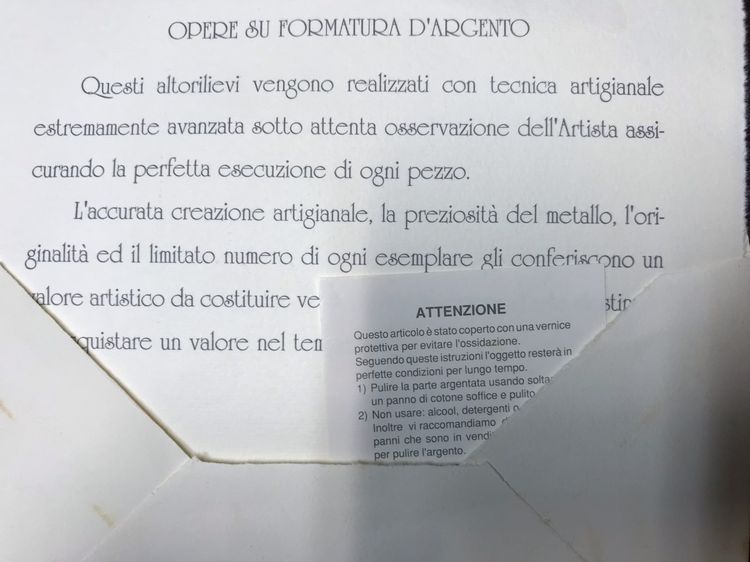 OPERE SU FORMATURA D'ARGENTO
Questi altorilievi vengono realizzati con tecnica artigianale
estremamente avanzata sotto attenta osservazione dell'Artista assi-
curando la perfetta esecuzione di ogni pezzo.
L'accurata creazione artigianale, la preziosità del metallo, l'ori-
ginalità ed il limitato numero di ogni esemplare gli conferiscono un
valore artistico da costituire
un valore nel
ATTENZIONE
Questo articolo è stato coperto con una vernice
protettiva per evitare l'ossidazione.
Seguendo queste istruzioni l'oggetto resterà in
perfette condizioni per lungo tempo.
1) Pulire la parte argentata usando
un panno di cotone soffice e pulito
2) Non usare: alcool, detergenti
Inoltre vi raccomandiamo
panni che sono in
per pulire l'argento.